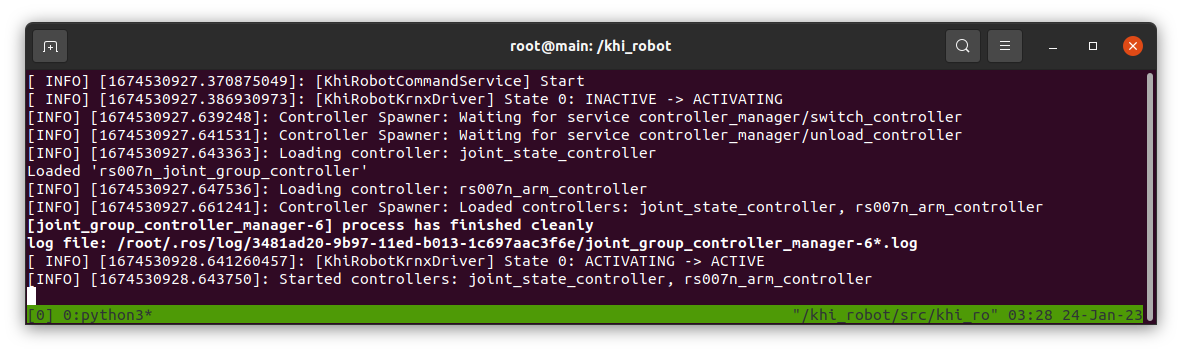 root@main: /khi_robot
[ INFO] [1674530927.370875049]: [KhiRobotCommandService] Start
[ INFO] [1674530927.386930973]: [KhiRobotKrnxDriver] State 0: INACTIVE -> ACTIVATING
[INFO] [1674530927.639248]: Controller Spawner: Waiting for service controller_manager/switch_controller
[INFO] [1674530927.641531]: Controller Spawner: Waiting for service controller_manager/unload_controller
[INFO] [1674530927.643363]: Loading controller: joint_state_controller
Loaded 'rs007n_joint_group_controller'
[INFO] [1674530927.647536]: Loading controller: rs007n_arm_controller
[INFO] [1674530927.661241]: Controller Spawner: Loaded controllers: joint_state_controller, rs007n_arm_controller
[joint_group_controller_manager-6] process has finished cleanly
log file: /root/.ros/log/3481ad20-9b97-11ed-b013-1c697aac3f6e/joint_group_controller_manager-6*.log
[ INFO] [1674530928.641260457]: [KhiRobotKrnxDriver] State 0: ACTIVATING -> ACTIVE
[INFO] [1674530928.643750]: Started controllers: joint_state_controller, rs007n_arm_controller
[0] 0:python3* "/khi_robot/src/khi_ro" 03:28 24-Jan-23